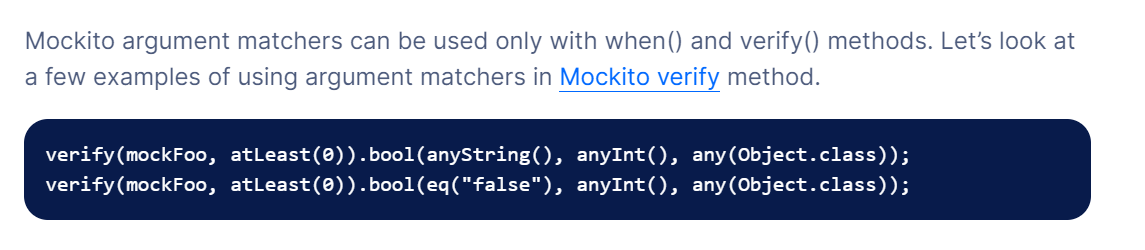 Mockito argument matchers can be used only with when() and verify() methods. Let’s look at
a few examples of using argument matchers in Mockito verify method.
verify(mockFoo, atLeast(0)).bool(anyString(), anyInt(), any(Object.class));
verify(mockFoo, atLeast(0)).bool(eq("false"), anyInt(), any(Object.class));